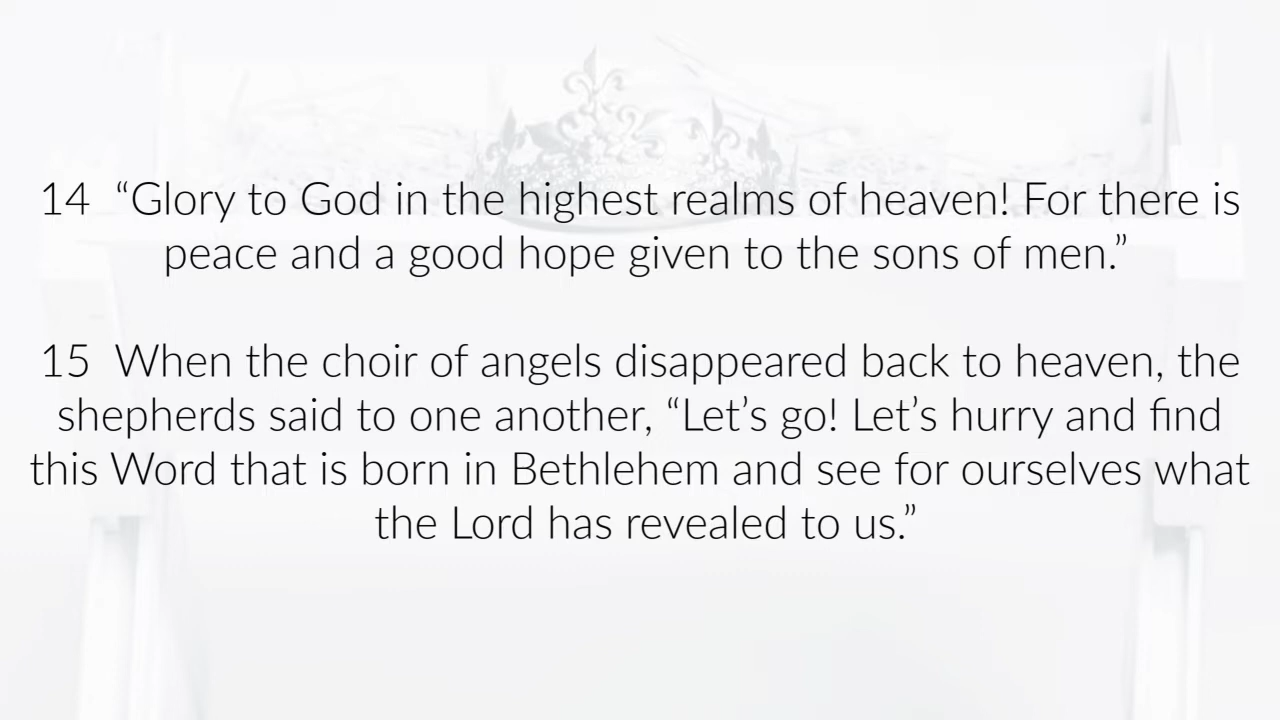 14  “Glory to God in the highest realms of heaven! For there is
peace and a good hope given to the sons of men.”
15  When the choir of angels disappeared back to heaven, the
shepherds said to one another, “Let’s go! Let’s hurry and find
this Word that is born in Bethlehem and see for ourselves what
the Lord has revealed to us.”